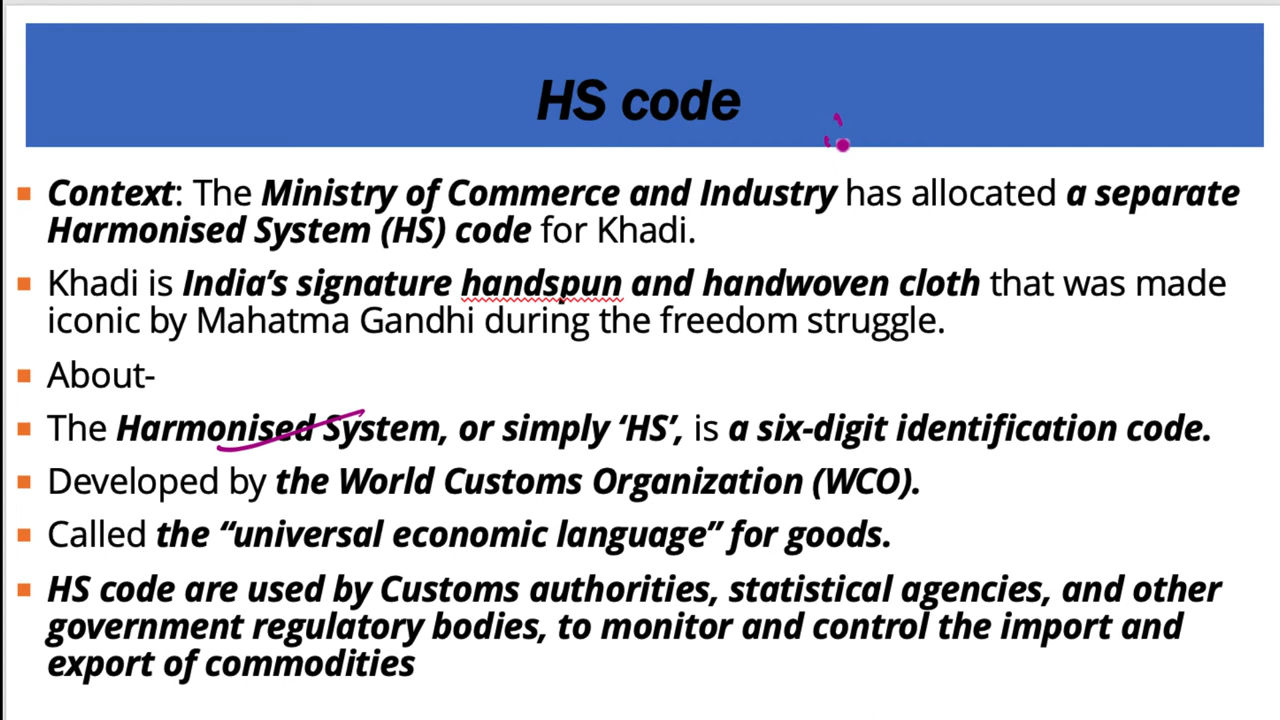 HS code
Context: The Ministry of Commerce and Industry has allocated a separate
Harmonised System (HS) code for Khadi.
Khadi is India’s signature handspun and handwoven cloth that was made
iconic by Mahatma Gandhi during the freedom struggle.
About-
The Harmonised System, or simply ‘HS’, is a six-digit identification code.
Developed by the World Customs Organization (WCO).
Called the “universal economic language” for goods.
HS code are used by Customs authorities, statistical agencies, and other
government regulatory bodies, to monitor and control the import and
export of commodities